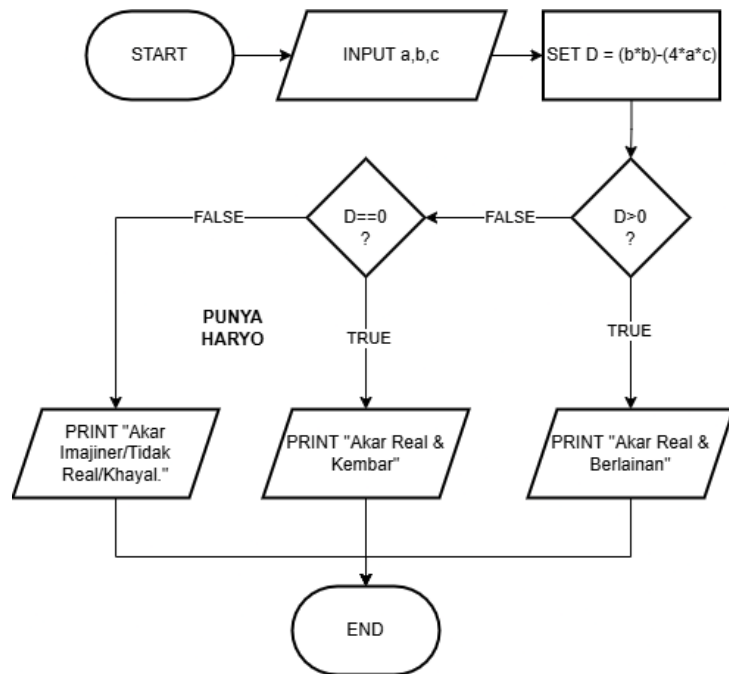 START
INPUT a,b,c
SET D = (b*b)-(4*a*c)
D>0
?
FALSE
D==0
?
FALSE
PUNYA
HARYO
TRUE
TRUE
PRINT "Akar
Imajiner/Tidak
Real/Khayal."
PRINT "Akar Real &
Kembar"
PRINT "Akar Real &
Berlainan"
END